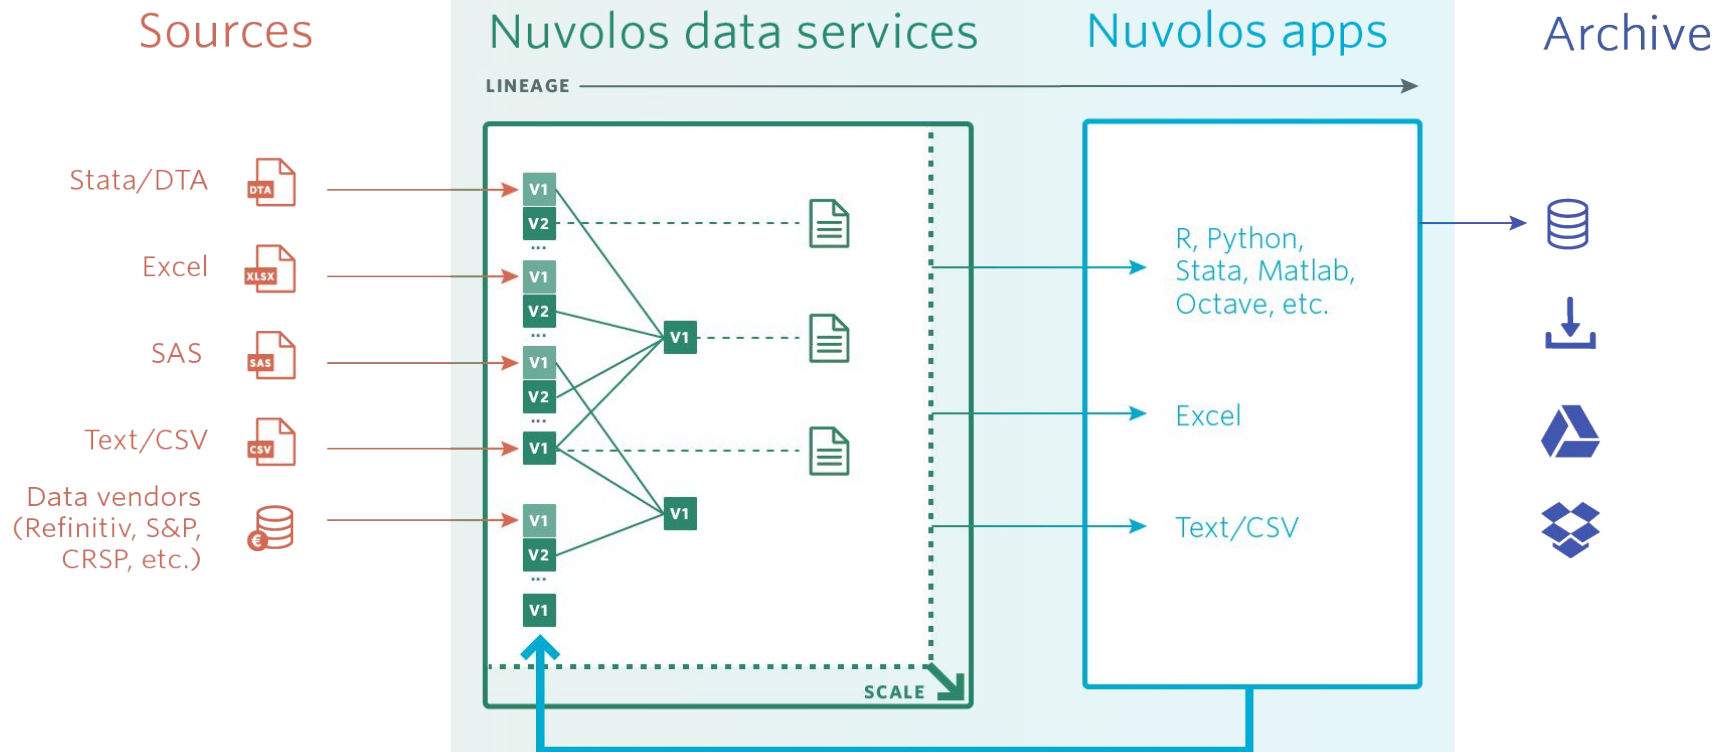 Sources
Nuvolos data services
Nuvolos apps
Archive
LINEAGE
Stata/DTA
DTA
Excel
XLSX
SAS
SAS
Text/CSV
CSV
Data vendors
(Refinitiv, S&P,
CRSP, etc.)
€
V1
V2
...
V1
V2
...
V1
V2
...
V1
V1
V2
...
V1
V1
V1
SCALE
R, Python,
Stata, Matlab,
Octave, etc.
Excel
Text/CSV